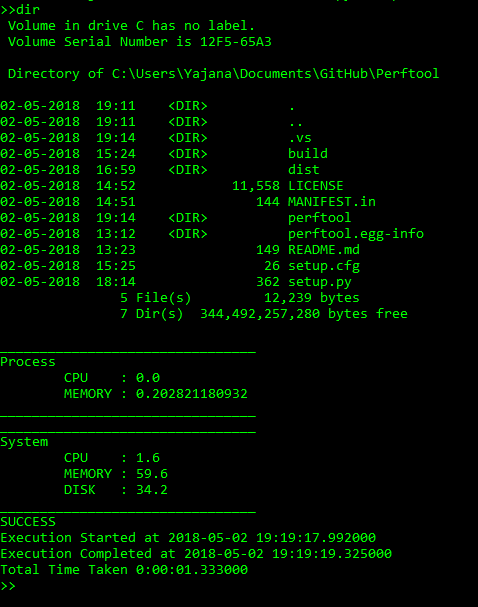 >>dir
 Volume in drive C has no label.
 Volume Serial Number is 12F5-65A3

 Directory of C:\Users\Yajana\Documents\GitHub\Perftool

02-05-2018  19:11    <DIR>          .
02-05-2018  19:11    <DIR>          ..
02-05-2018  19:14    <DIR>          .vs
02-05-2018  15:24    <DIR>          build
02-05-2018  16:59    <DIR>          dist
02-05-2018  14:52            11,558 LICENSE
02-05-2018  14:51               144 MANIFEST.in
02-05-2018  19:14    <DIR>          perftool
02-05-2018  13:12    <DIR>          perftool.egg-info
02-05-2018  13:23               149 README.md
02-05-2018  15:25                26 setup.cfg
02-05-2018  18:14               362 setup.py
               5 File(s)         12,239 bytes
               7 Dir(s)  344,492,257,280 bytes free

________________________________
Process
        CPU    : 0.0
        MEMORY : 0.202821180932
________________________________
________________________________
System
        CPU    : 1.6
        MEMORY : 59.6
        DISK   : 34.2
________________________________
SUCCESS
Execution Started at 2018-05-02 19:19:17.992000
Execution Completed at 2018-05-02 19:19:19.325000
Total Time Taken 0:00:01.333000
>>